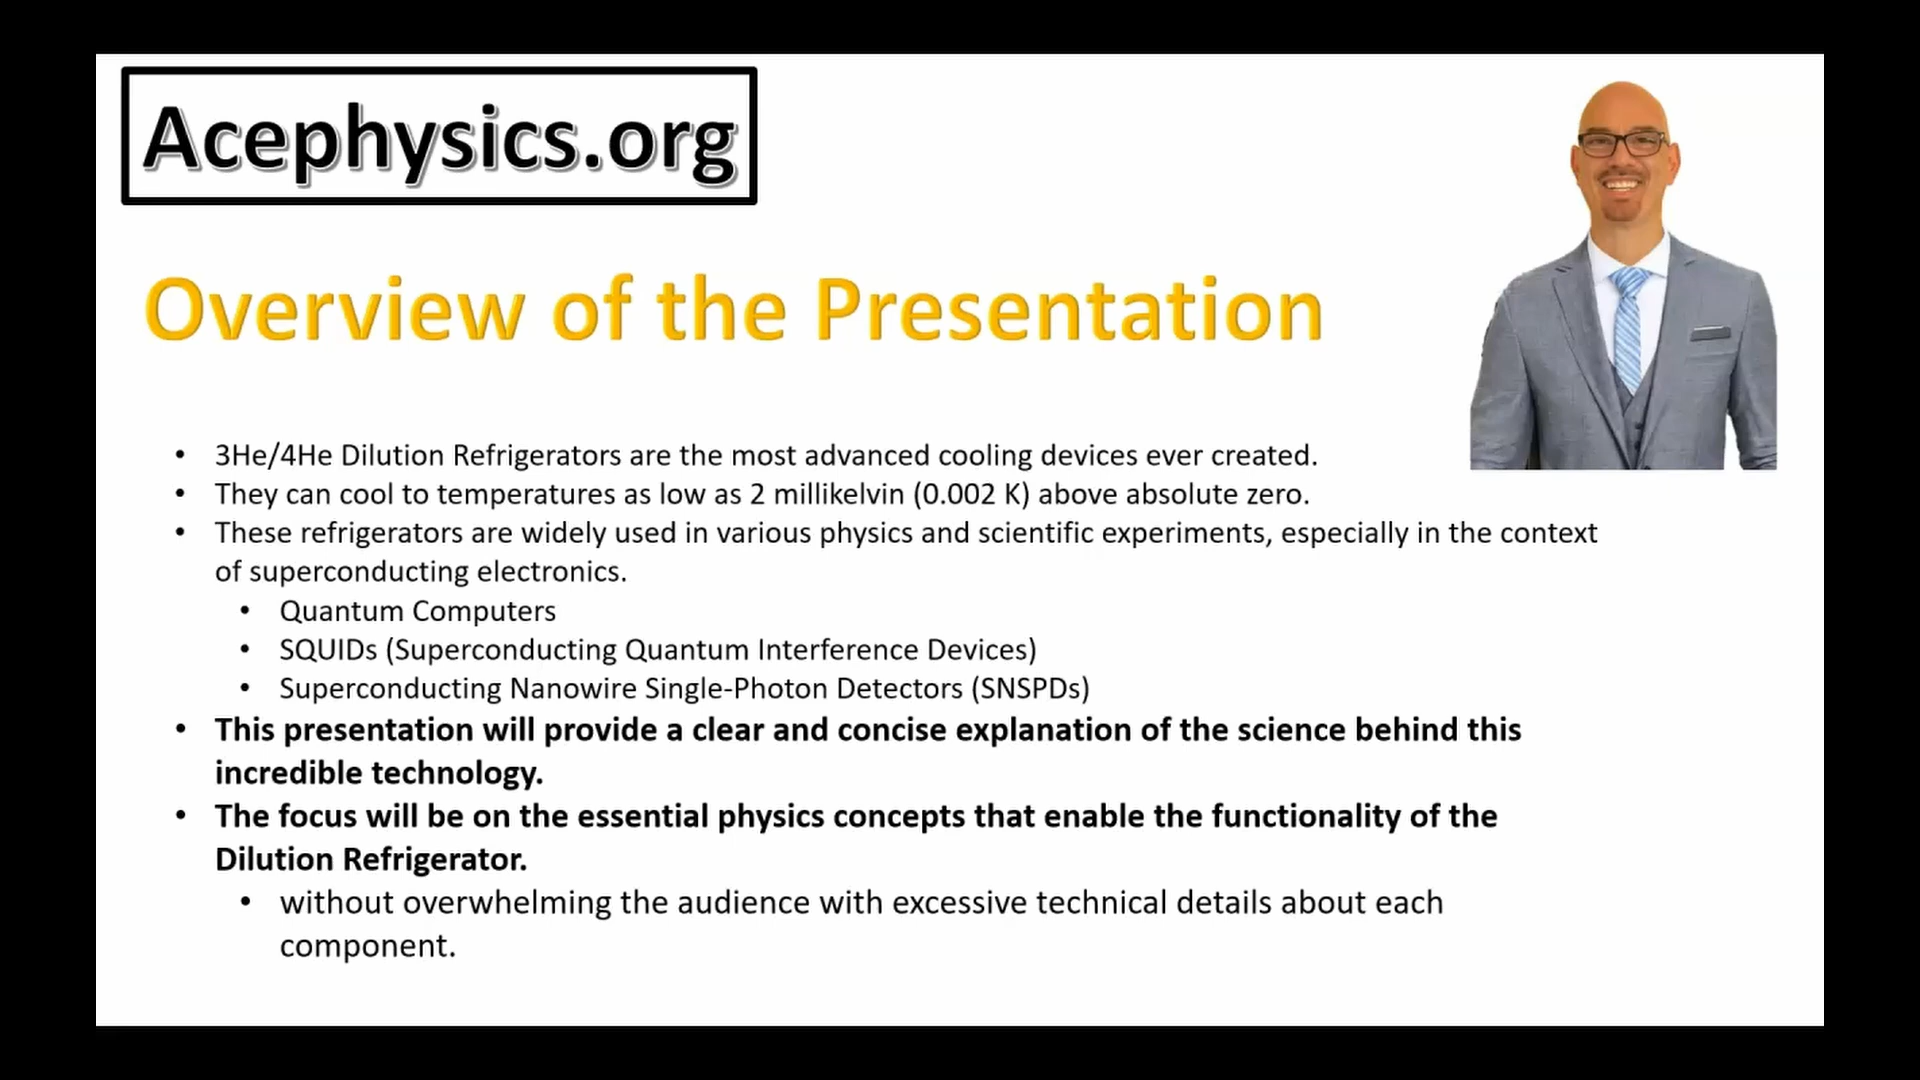 Acephysics.org
Overview of the Presentation
• 3He/4He Dilution Refrigerators are the most advanced cooling devices ever created.
• They can cool to temperatures as low as 2 millikelvin (0.002 K) above absolute zero.
• These refrigerators are widely used in various physics and scientific experiments, especially in the context
of superconducting electronics.
• Quantum Computers
• SQUIDs (Superconducting Quantum Interference Devices)
• Superconducting Nanowire Single-Photon Detectors (SNSPDs)
• This presentation will provide a clear and concise explanation of the science behind this
incredible technology.
• The focus will be on the essential physics concepts that enable the functionality of the
Dilution Refrigerator.
• without overwhelming the audience with excessive technical details about each
component.